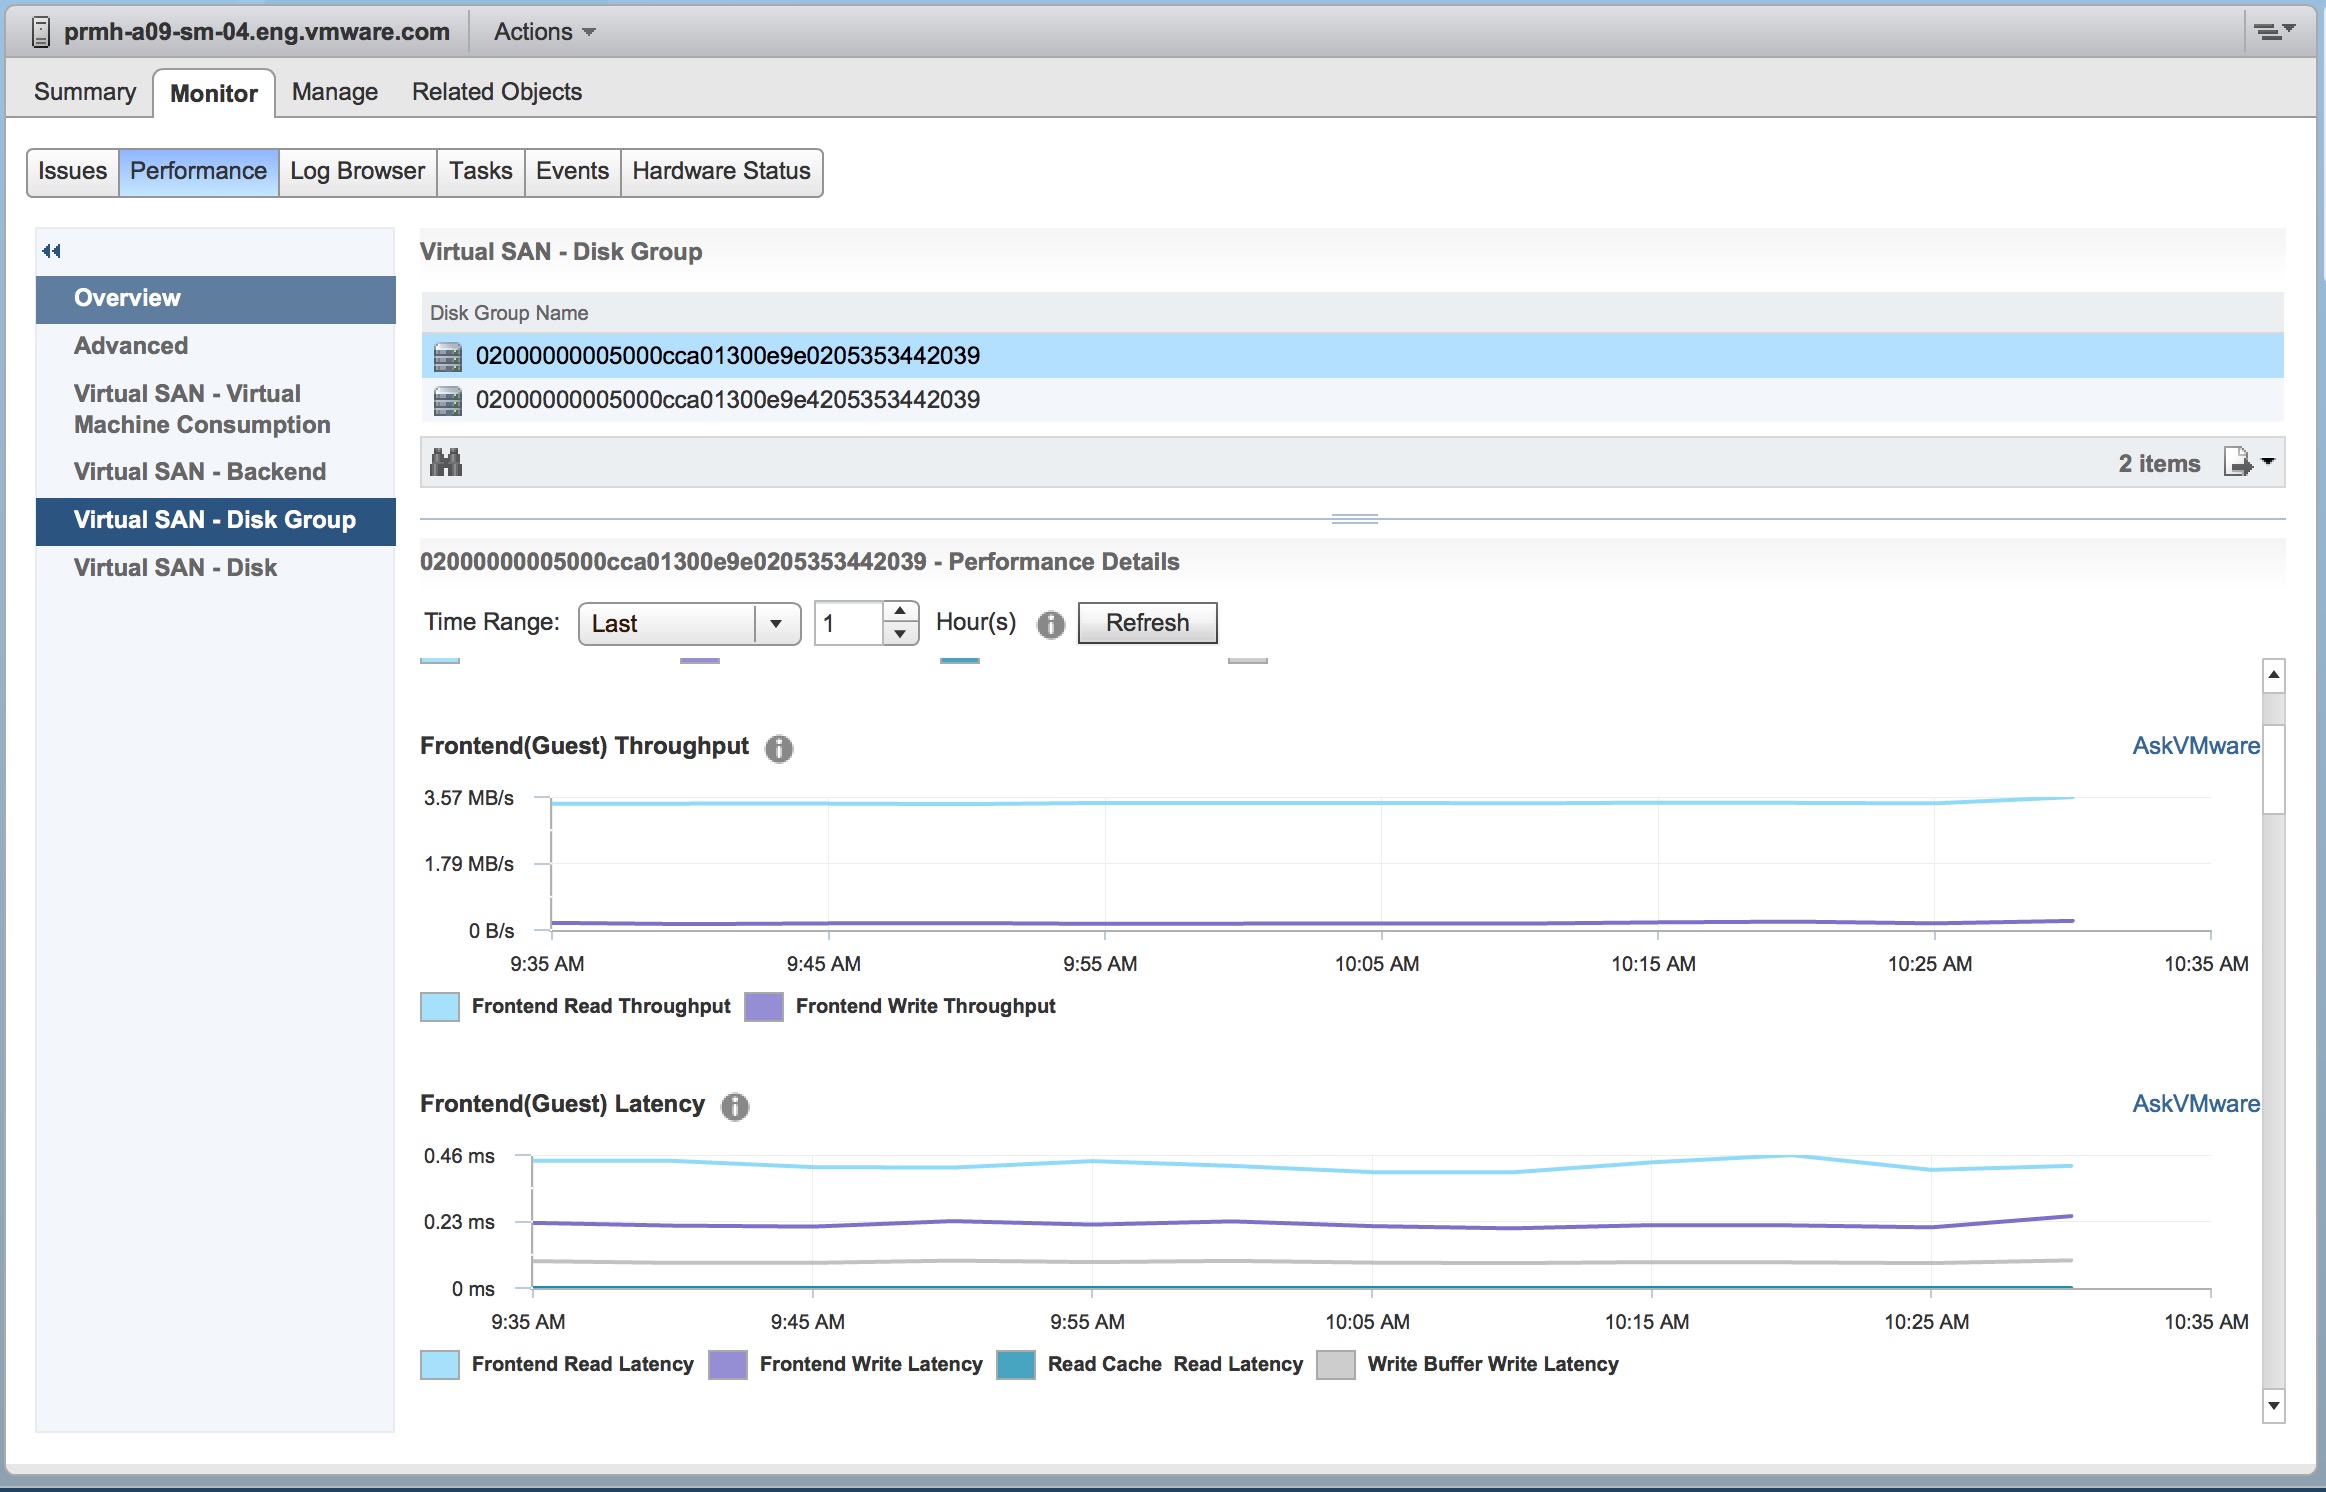 prmh-a09-sm-04.eng.vmware.com Actions
Summary Monitor Manage Related Objects
Issues Performance Log Browser Tasks Events Hardware Status
Overview
Advanced
Virtual SAN - Virtual
Machine Consumption
Virtual SAN - Backend
Virtual SAN - Disk Group
Virtual SAN - Disk
Virtual SAN - Disk Group
Disk Group Name
02000000005000cca01300e9e0205353442039
02000000005000cca01300e9e4205353442039
2 items
02000000005000cca01300e9e0205353442039 - Performance Details
Time Range: Last 1 Hour(s) Refresh
Frontend(Guest) Throughput AskVMware
3.57 MB/s
1.79 MB/s
0 B/s
9:35 AM 9:45 AM 9:55 AM 10:05 AM 10:15 AM 10:25 AM 10:35 AM
Frontend Read Throughput Frontend Write Throughput
Frontend(Guest) Latency AskVMware
0.46 ms
0.23 ms
0 ms
9:35 AM 9:45 AM 9:55 AM 10:05 AM 10:15 AM 10:25 AM 10:35 AM
Frontend Read Latency Frontend Write Latency Read Cache Read Latency Write Buffer Write Latency